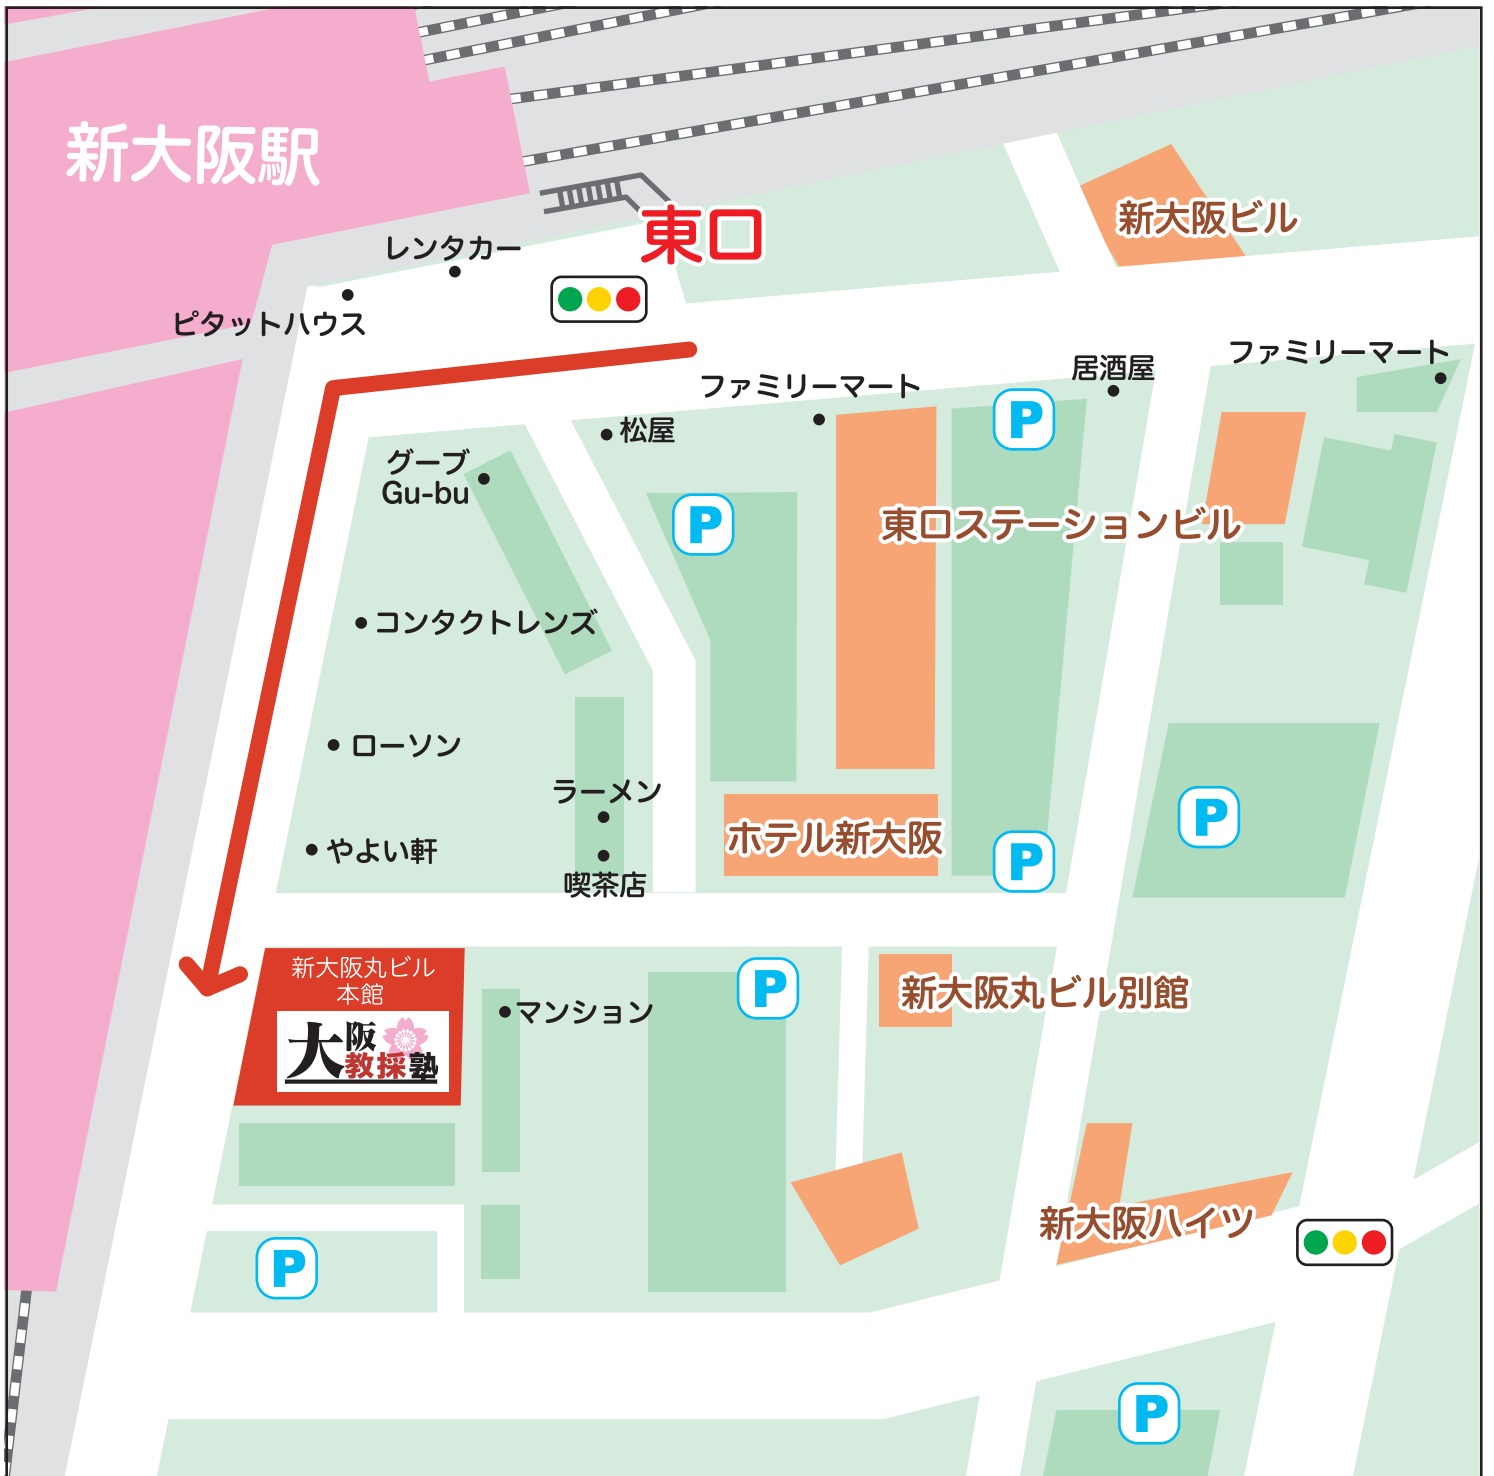 新大阪駅
東口
新大阪ビル
レンタカー
ピタットハウス
ファミリーマート
居酒屋
ファミリーマート
松屋
P
グーブ
Gu-bu
P
東口ステーションビル
コンタクトレンズ
ローソン
ラーメン
P
ホテル新大阪
やよい軒
P
喫茶店
新大阪丸ビル
本館
大阪
教採塾
P
マンション
新大阪丸ビル別館
新大阪ハイツ
P
P